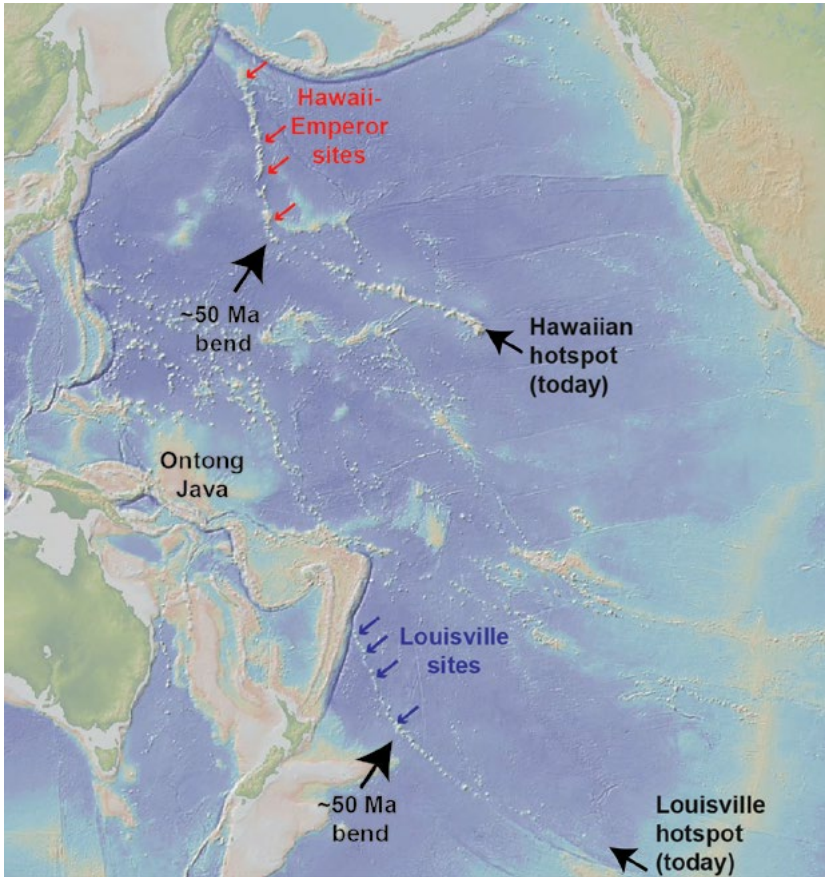 Hawaii-
Emperor
sites
~50 Ma
bend
Hawaiian
hotspot
(today)
Ontong
Java
Louisville
sites
~50 Ma
bend
Louisville
hotspot
(today)